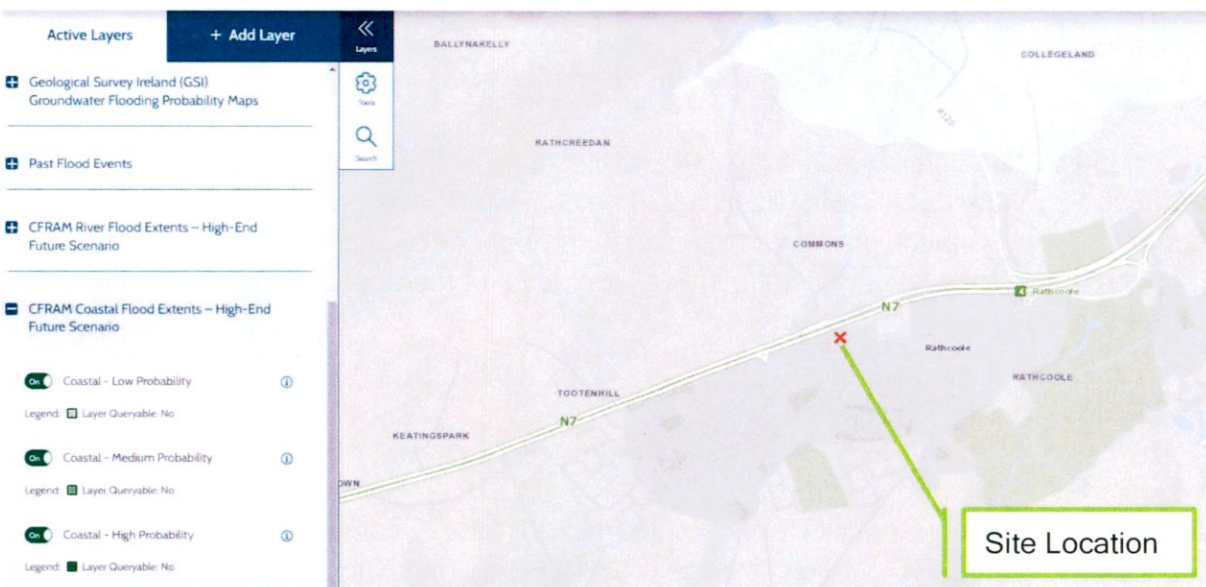 Active Layers
+ Add Layer
Layers
Tools
Search
Geological Survey Ireland (GSI)
Groundwater Flooding Probability Maps
Past Flood Events
CFRAM River Flood Extents – High-End
Future Scenario
CFRAM Coastal Flood Extents – High-End
Future Scenario
On Coastal - Low Probability
Legend: Layer Queryable: No
On Coastal - Medium Probability
Legend: Layer Queryable: No
On Coastal - High Probability
Legend: Layer Queryable: No
BALLYNAKELLY
COLLEGELAND
R120
RATHCREEDAN
COMMONS
4 Rathcoole
N7
Rathcoole
RATHCOOLE
TOOTENHILL
N7
KEATINGSPARK
OWN
Site Location